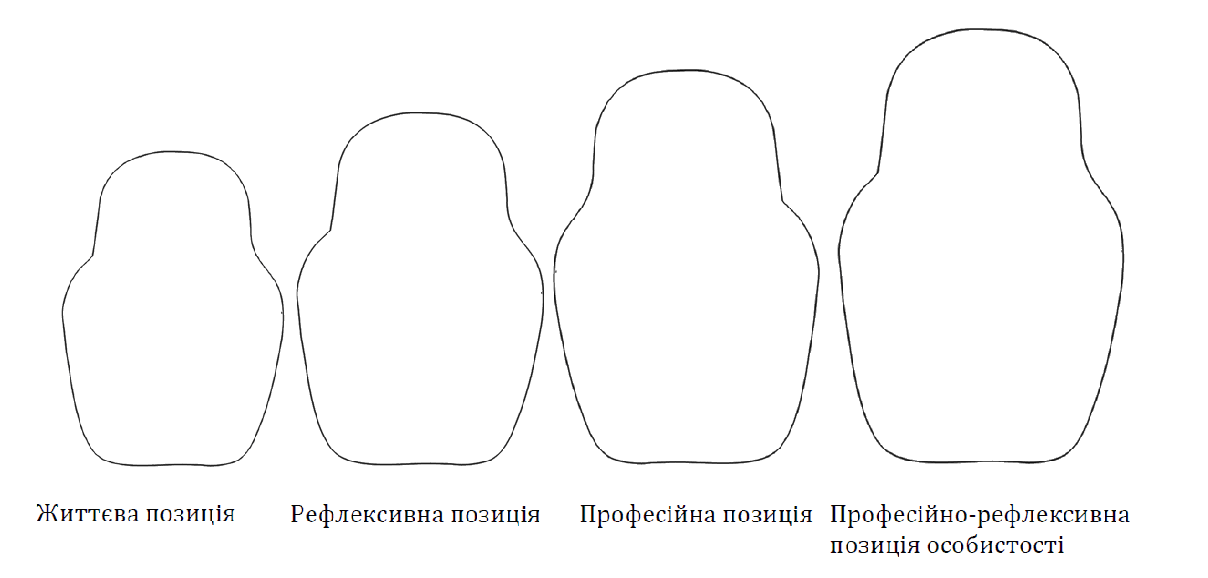 Життєва позиція
Рефлексивна позиція
Професійна позиція
Професійно-рефлексивна
позиція особистості